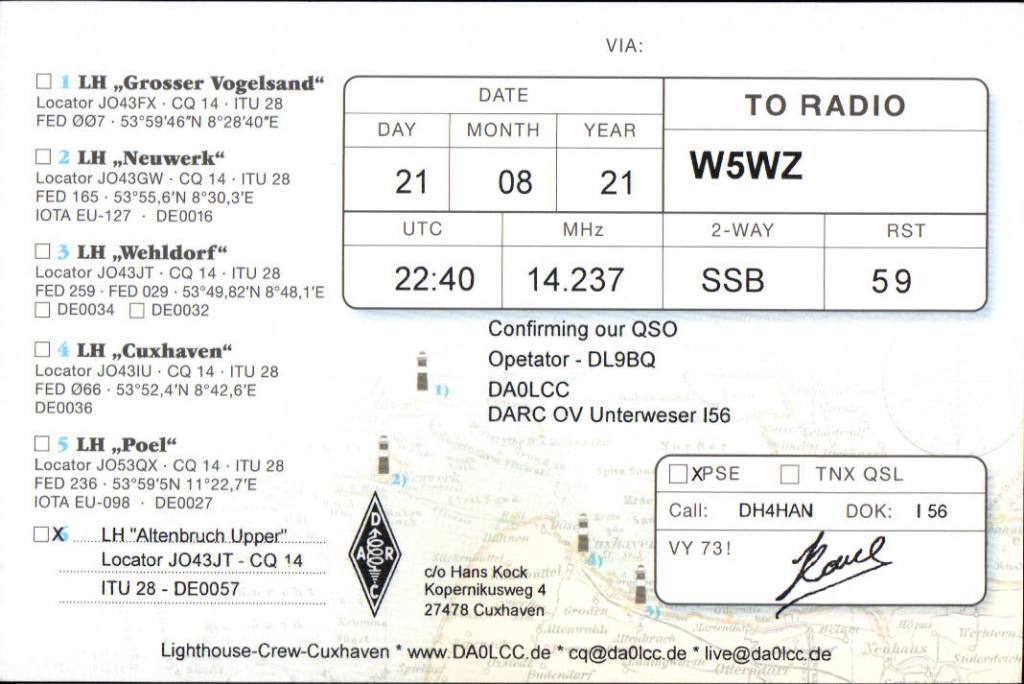 VIA:
1 LH „Grosser Vogelsand“
Locator JO43FX · CQ 14 · ITU 28
FED ØØ7 · 53°59'46"N 8°28'40"E
2 LH „Neuwerk“
Locator JO43GW · CQ 14 · ITU 28
FED 165 · 53°55,6'N 8°30,3'E
IOTA EU-127 · DE0016
3 LH „Wehldorf“
Locator JO43JT · CQ 14 · ITU 28
FED 259 · FED 029 · 53°49,82'N 8°48,1'E
DE0034 DE0032
4 LH „Cuxhaven“
Locator JO43IU · CQ 14 · ITU 28
FED Ø66 · 53°52,4'N 8°42,6'E
DE0036
5 LH „Poel“
Locator JO53QX · CQ 14 · ITU 28
FED 236 · 53°59'5N 11°22,7'E
IOTA EU-098 · DE0027
X 6 LH "Altenbruch Upper"
Locator JO43JT - CQ 14
ITU 28 - DE0057
DATE
DAY MONTH YEAR
21 08 21
TO RADIO
W5WZ
UTC MHz 2-WAY RST
22:40 14.237 SSB 59
Confirming our QSO
Opetator - DL9BQ
DA0LCC
DARC OV Unterweser I56
1)
2)
4)
3)
X PSE TNX QSL
Call: DH4HAN DOK: I 56
VY 73!
DARC
c/o Hans Kock
Kopernikusweg 4
27478 Cuxhaven
Lighthouse-Crew-Cuxhaven * www.DA0LCC.de * cq@da0lcc.de * live@da0lcc.de